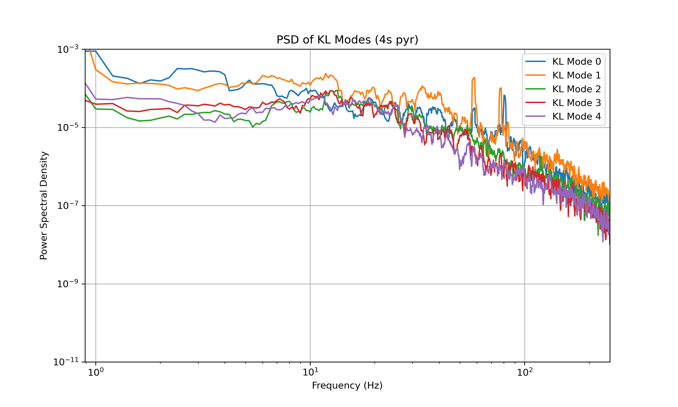 PSD of KL Modes (4s pyr)
Power Spectral Density
10⁻³
10⁻⁵
10⁻⁷
10⁻⁹
10⁻¹¹
KL Mode 0
KL Mode 1
KL Mode 2
KL Mode 3
KL Mode 4
10⁰
10¹
10²
Frequency (Hz)